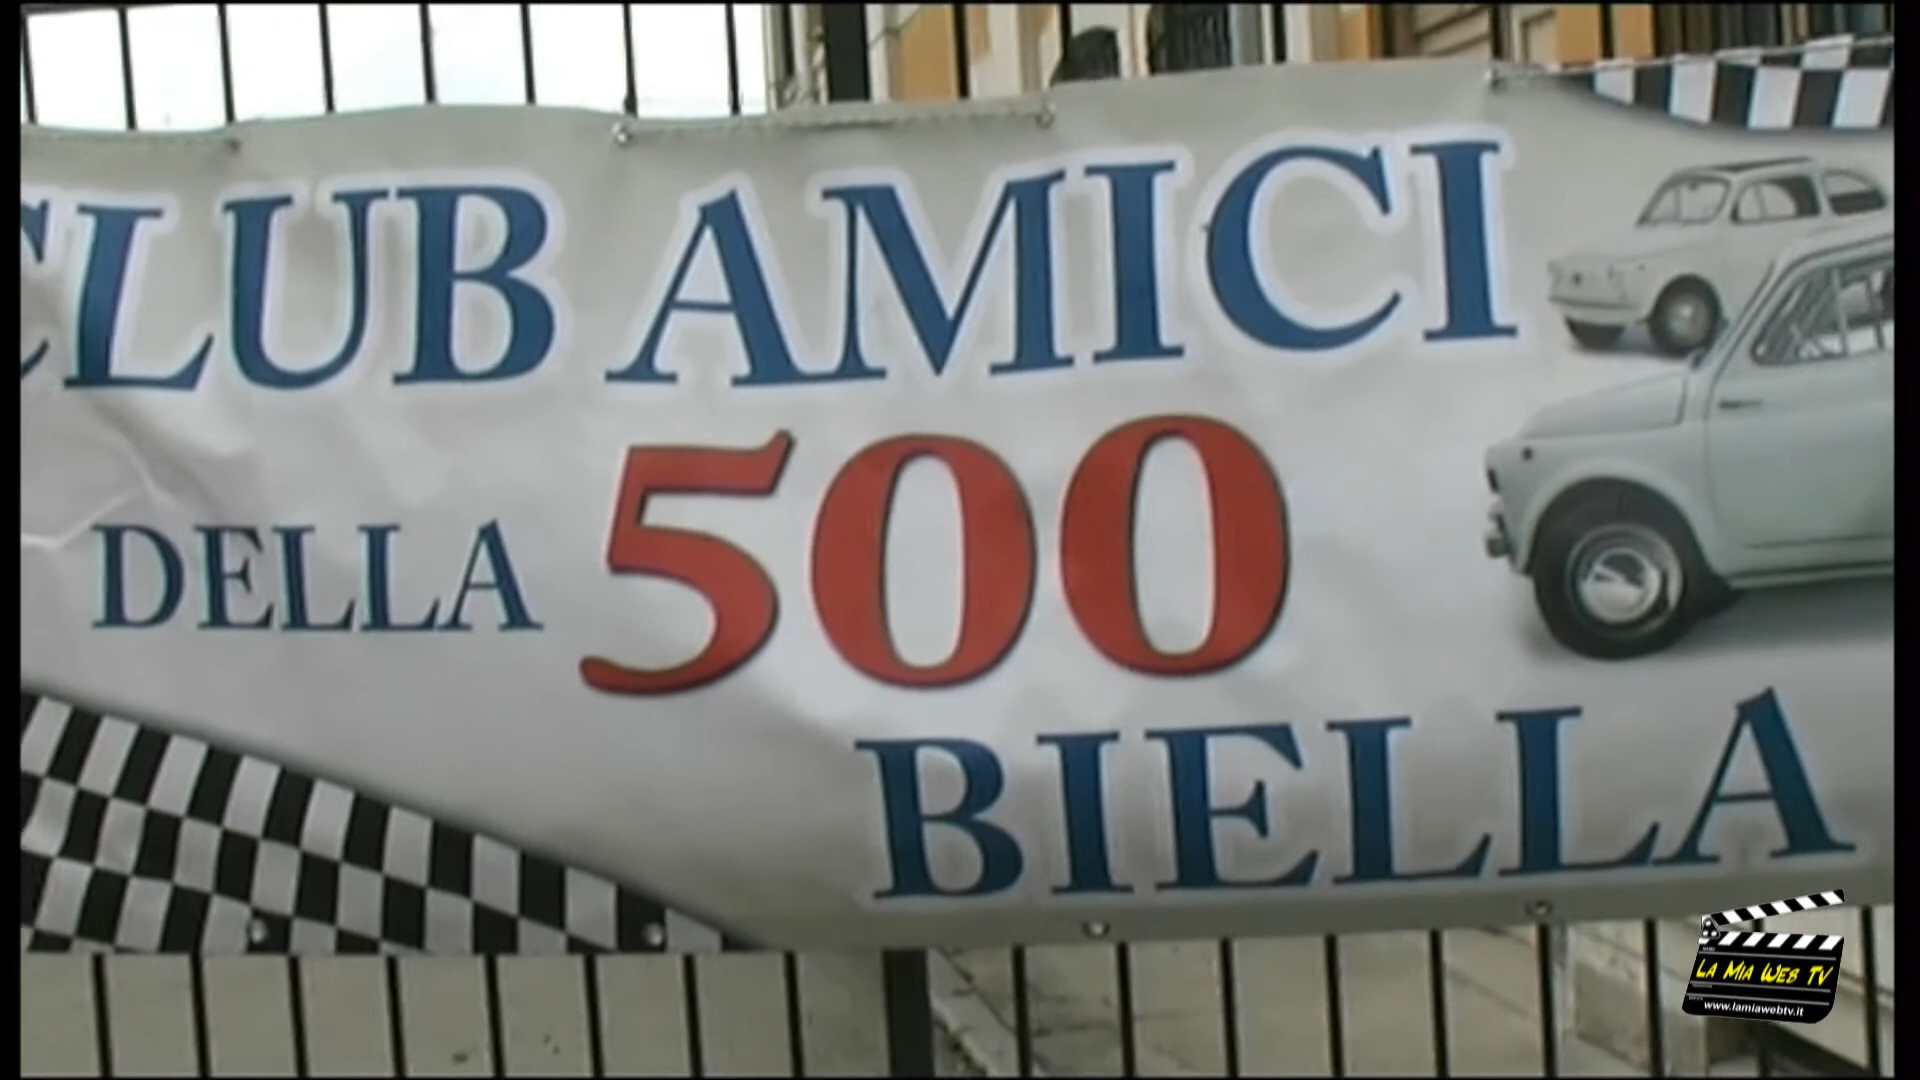 CLUB AMICI
DELLA 500
BIELLA
LA MIA WEB TV
www.lamiawebtv.it